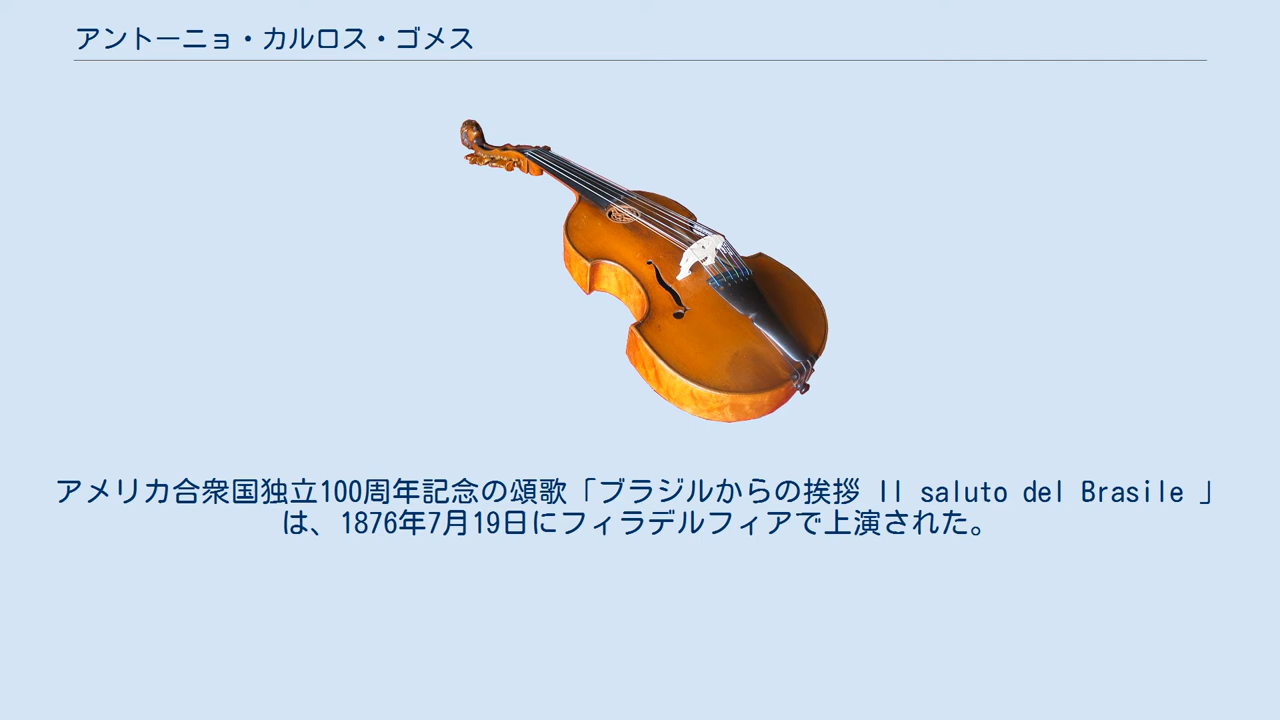 アントーニョ・カルロス・ゴメス
アメリカ合衆国独立100周年記念の頌歌「ブラジルからの挨拶 Il saluto del Brasile 」
は、1876年7月19日にフィラデルフィアで上演された。